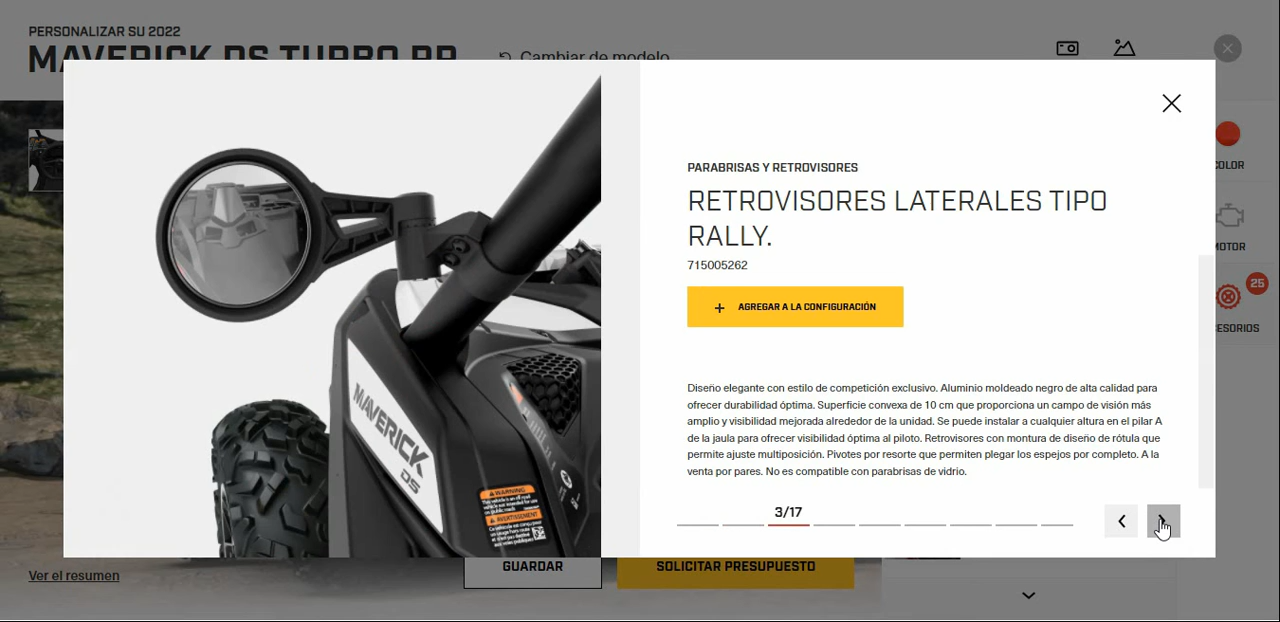 PERSONALIZAR SU 2022
MAVERICK DS TURBO RR
Cambiar de modelo
COLOR
PARABRISAS Y RETROVISORES
RETROVISORES LATERALES TIPO
RALLY.
715005262
MOTOR
25
+ AGREGAR A LA CONFIGURACIÓN
ESORIOS
MAVERICK
DS
WARNING
AVERTISSEMENT
Diseño elegante con estilo de competición exclusivo. Aluminio moldeado negro de alta calidad para
ofrecer durabilidad óptima. Superficie convexa de 10 cm que proporciona un campo de visión más
amplio y visibilidad mejorada alrededor de la unidad. Se puede instalar a cualquier altura en el pilar A
de la jaula para ofrecer visibilidad óptima al piloto. Retrovisores con montura de diseño de rótula que
permite ajuste multiposición. Pivotes por resorte que permiten plegar los espejos por completo. A la
venta por pares. No es compatible con parabrisas de vidrio.
3/17
Ver el resumen
GUARDAR
SOLICITAR PRESUPUESTO